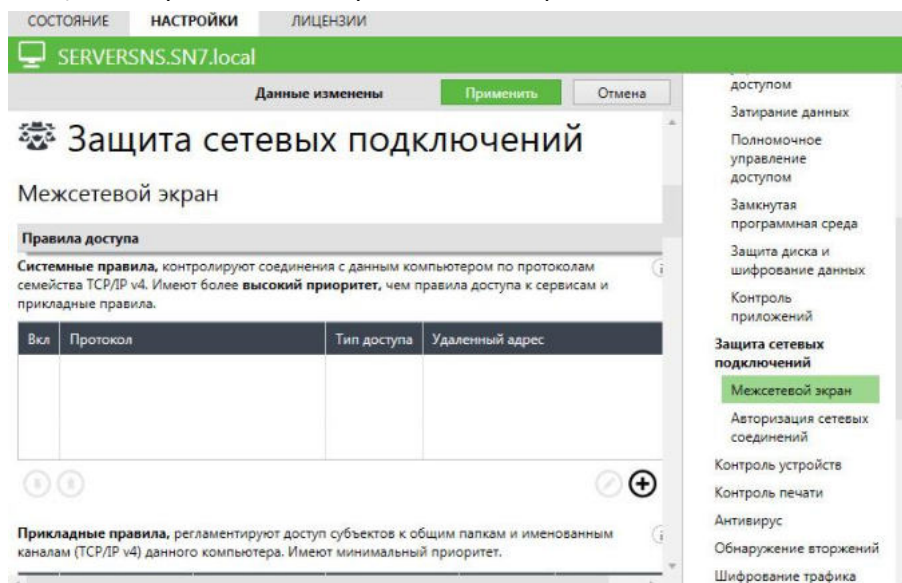 СОСТОЯНИЕ НАСТРОЙКИ ЛИЦЕНЗИИ
SERVERSNS.SN7.local
Данные изменены Применить Отмена
Защита сетевых подключений
Межсетевой экран
Правила доступа
Системные правила, контролируют соединения с данным компьютером по протоколам
семейства TCP/IP v4. Имеют более высокий приоритет, чем правила доступа к сервисам и
прикладные правила.
Вкл Протокол Тип доступа Удаленный адрес
Прикладные правила, регламентируют доступ субъектов к общим папкам и именованным
каналам (TCP/IP v4) данного компьютера. Имеют минимальный приоритет.
доступом
Затирание данных
Полномочное
управление
доступом
Замкнутая
программная среда
Защита диска и
шифрование данных
Контроль
приложений
Защита сетевых
подключений
Межсетевой экран
Авторизация сетевых
соединений
Контроль устройств
Контроль печати
Антивирус
Обнаружение вторжений
Шифрование трафика